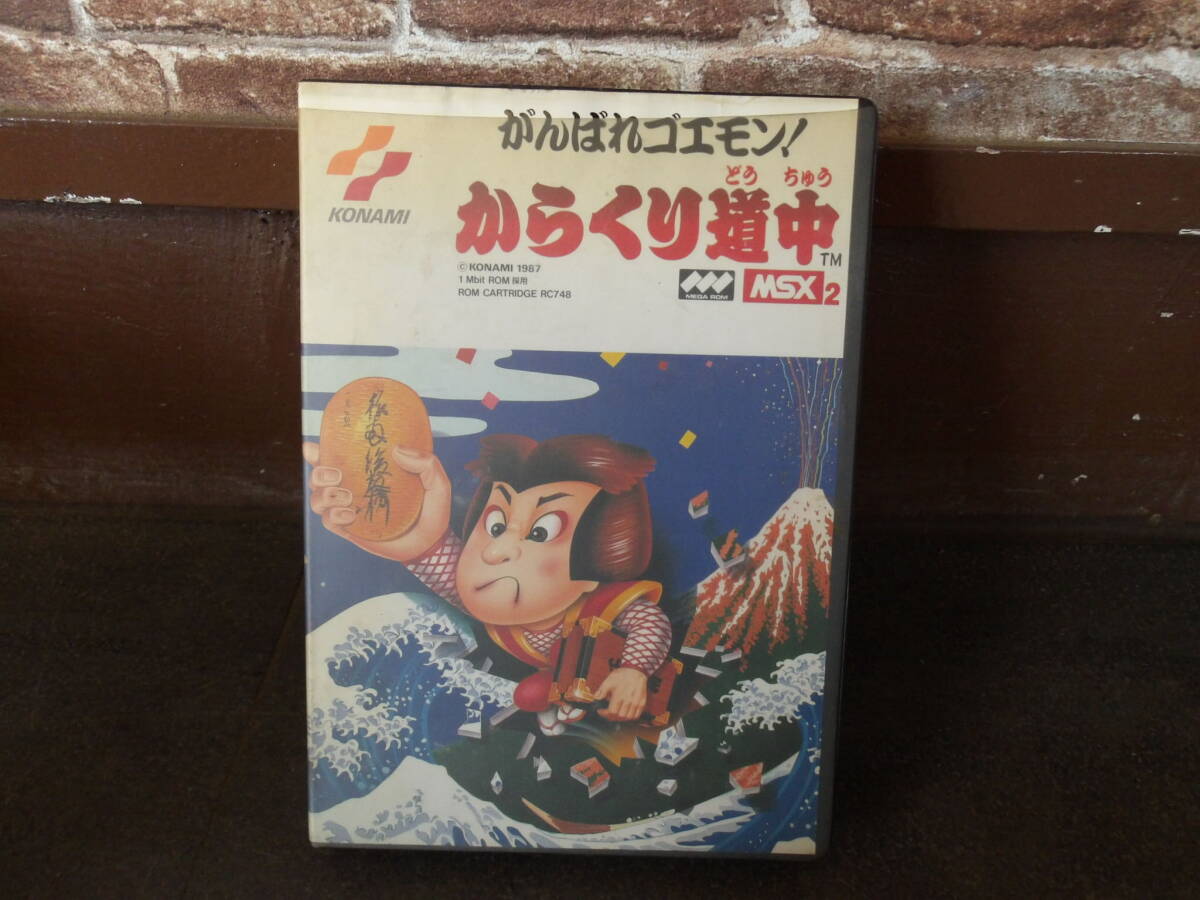 がんばれゴエモン!
どう ちゅう
からくり道中 TM
KONAMI
©KONAMI 1987
1 Mbit ROM 採用
ROM CARTRIDGE RC748
MEGA ROM
MSX 2